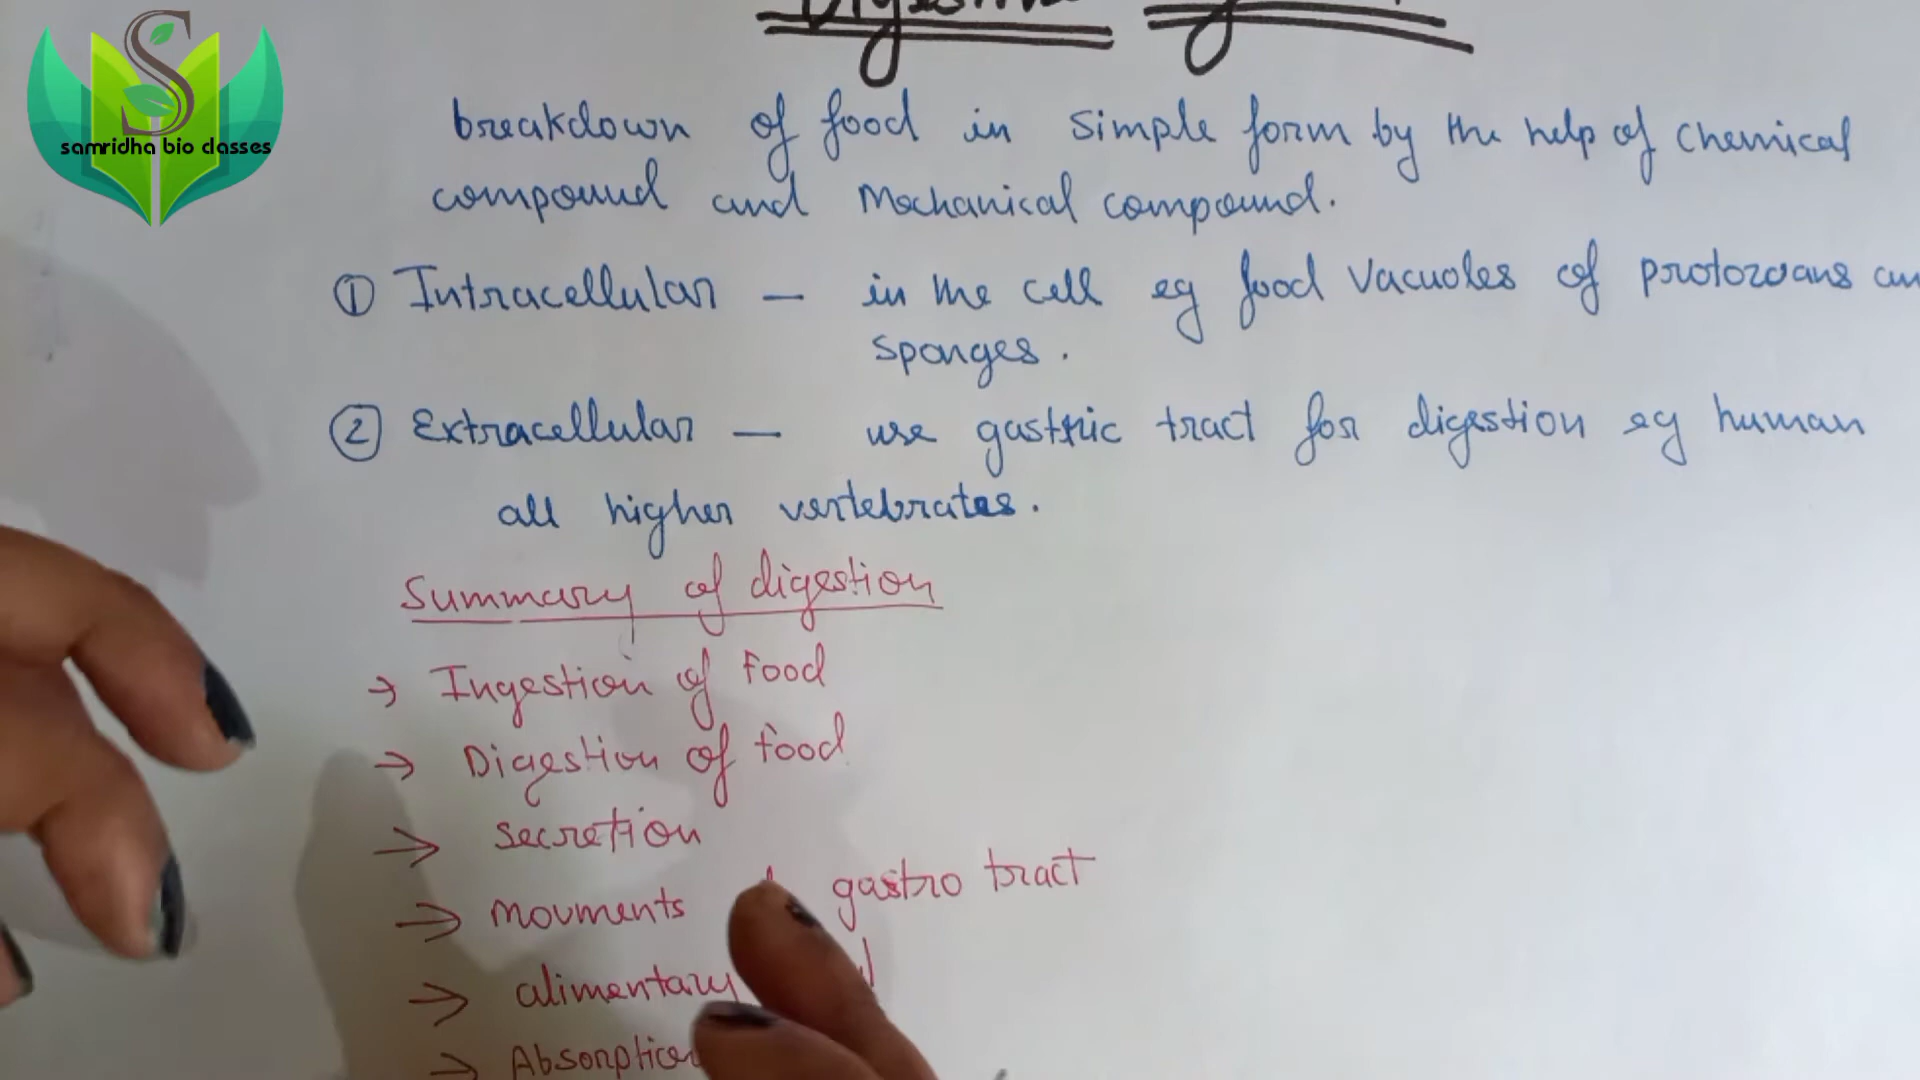 samridha bio classes
breakdown of food in simple form by the help of chemical
compound and Mechanical compound.
① Intracellular — in the cell eg food vacuoles of protozoans
sponges.
② Extracellular — use gastric tract for digestion eg human
all higher vertebrates.
Summary of digestion
→ Ingestion of Food
→ Digestion of food
→ secretion
→ mouments gastro tract
→ alimentary
→ Absorption